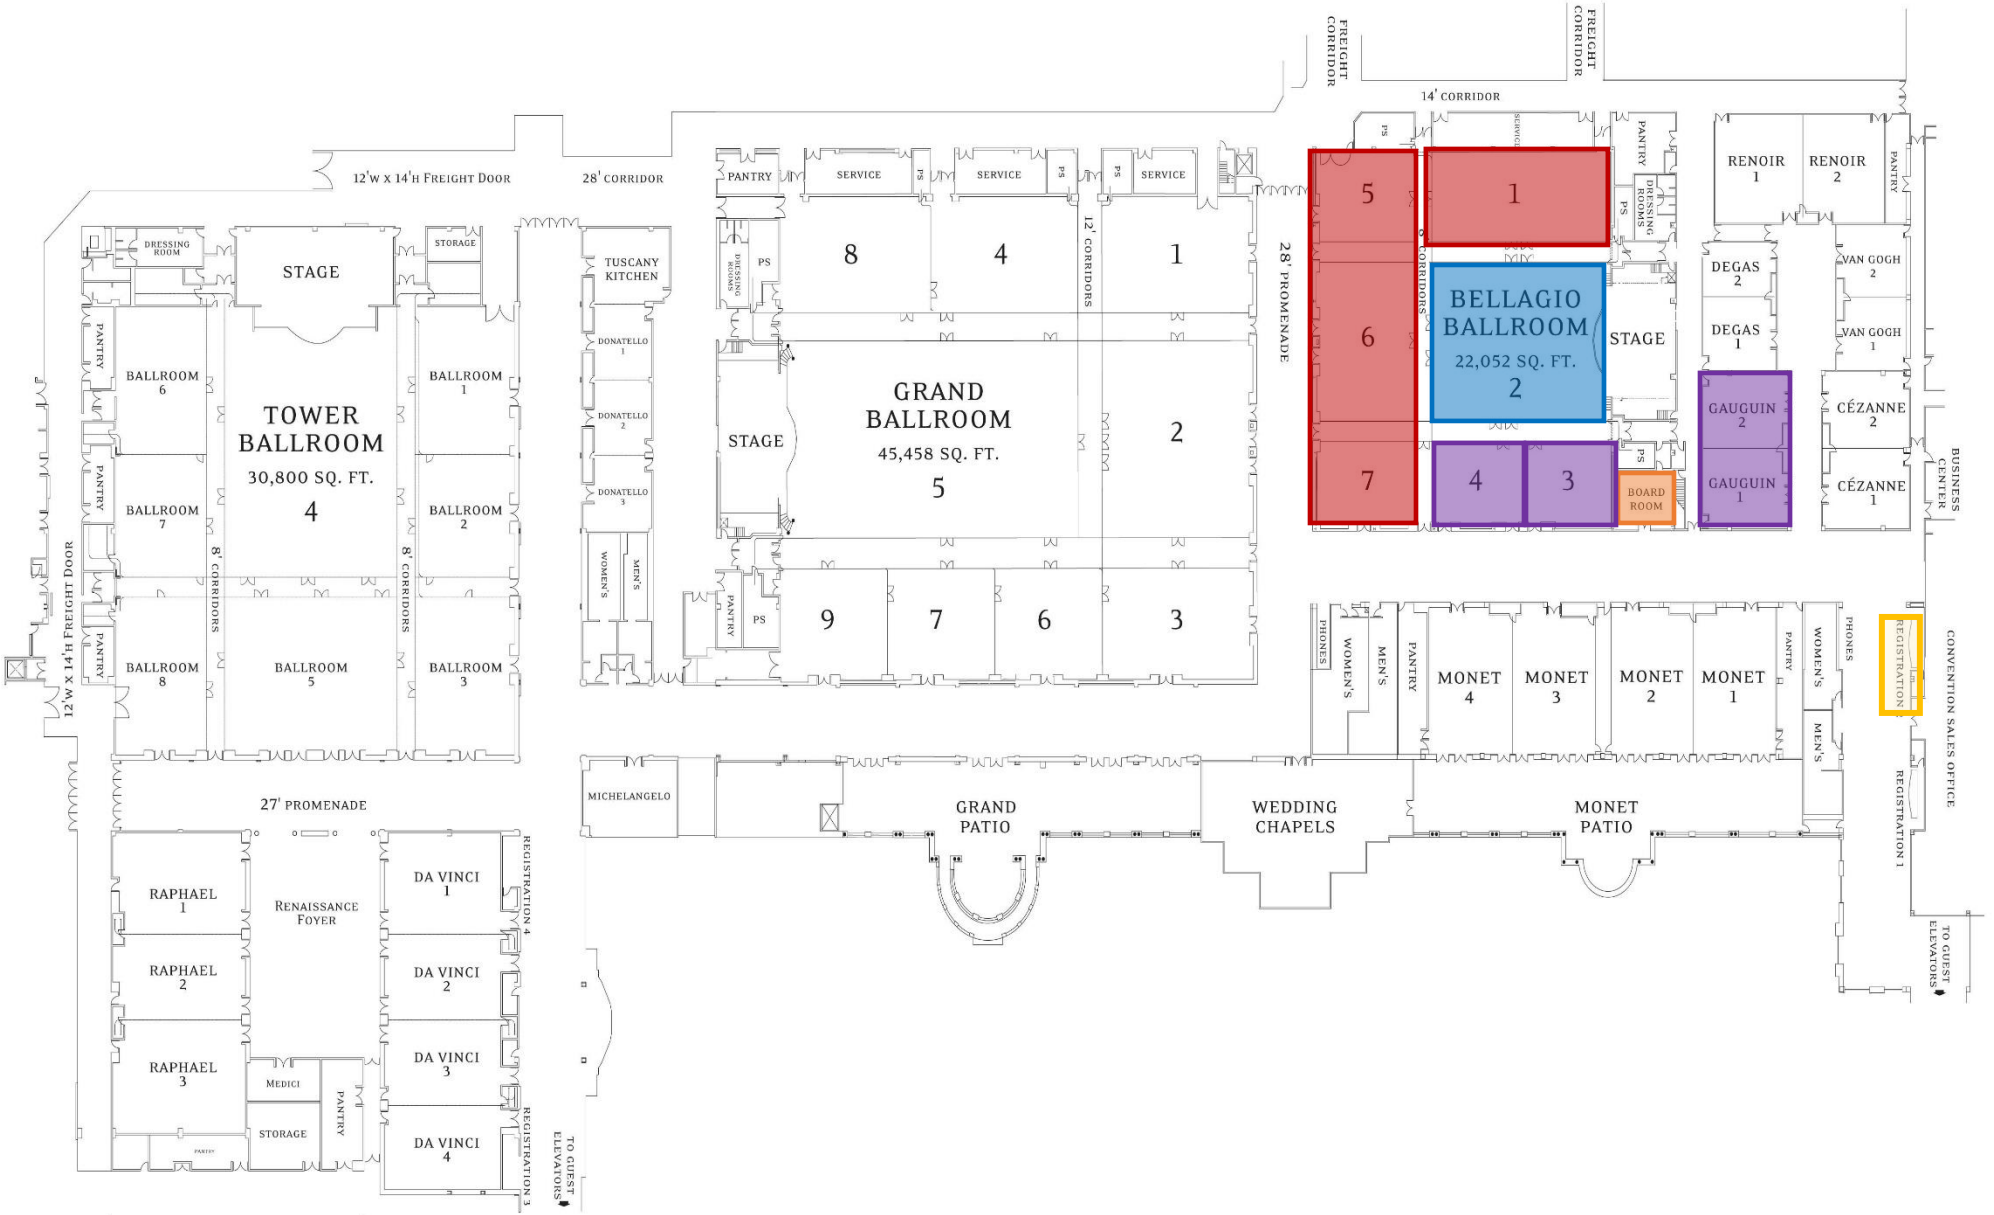 FREIGHT
CORRIDOR
FREIGHT
CORRIDOR
14' CORRIDOR
12'W X 14'H FREIGHT DOOR
28' CORRIDOR
PANTRY
SERVICE
PS
SERVICE
PS
PS
SERVICE
PS
SERVICE
PANTRY
RENOIR
1
RENOIR
2
PANTRY
5
1
PS
DRESSING
ROOMS
DRESSING
ROOM
STORAGE
STAGE
TUSCANY
KITCHEN
DRESSING
ROOMS
PS
8
4
12' CORRIDORS
1
28' PROMENADE
CORRIDORS
DEGAS
2
VAN GOGH
2
BELLAGIO
BALLROOM
22,052 SQ. FT.
2
STAGE
6
DEGAS
1
VAN GOGH
1
PANTRY
BALLROOM
6
BALLROOM
1
DONATELLO
1
TOWER
BALLROOM
30,800 SQ. FT.
4
DONATELLO
2
STAGE
GRAND
BALLROOM
45,458 SQ. FT.
5
2
GAUGUIN
2
CÉZANNE
2
PANTRY
BALLROOM
7
BALLROOM
2
DONATELLO
3
7
4
3
PS
BOARD
ROOM
GAUGUIN
1
CÉZANNE
1
BUSINESS
CENTER
12'W X 14'H FREIGHT DOOR
8' CORRIDORS
8' CORRIDORS
WOMEN'S
MEN'S
PANTRY
PS
9
7
6
3
PANTRY
BALLROOM
8
BALLROOM
5
BALLROOM
3
PHONES
WOMEN'S
MEN'S
PANTRY
MONET
4
MONET
3
MONET
2
MONET
1
PANTRY
WOMEN'S
PHONES
MEN'S
REGISTRATION
CONVENTION SALES OFFICE
REGISTRATION 1
27' PROMENADE
MICHELANGELO
GRAND
PATIO
WEDDING
CHAPELS
MONET
PATIO
RAPHAEL
1
RENAISSANCE
FOYER
DA VINCI
1
REGISTRATION 4
RAPHAEL
2
DA VINCI
2
TO GUEST
ELEVATORS
RAPHAEL
3
MEDICI
PANTRY
DA VINCI
3
STORAGE
PANTRY
DA VINCI
4
REGISTRATION 3
TO GUEST
ELEVATORS